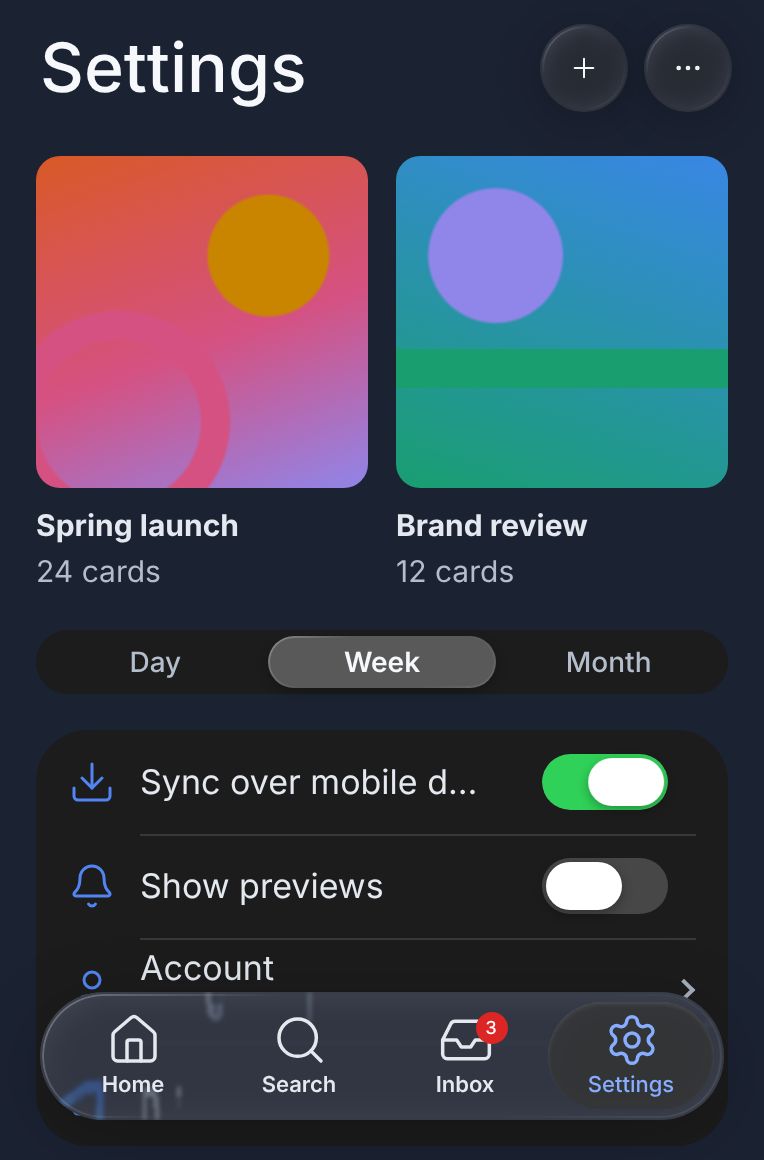 Settings
Spring launch
Brand review
24 cards
12 cards
Day
Week
Month
Sync over mobile d...
Show previews
Account
3
Home
Search
Inbox
Settings